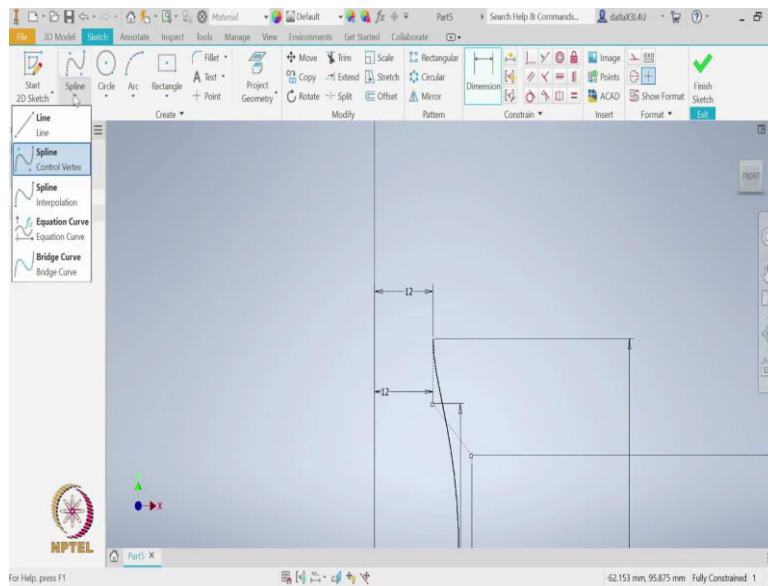 Material Default fx Part5 Search Help & Commands... datlaX3L4U
File 3D Model Sketch Annotate Inspect Tools Manage View Environments Get Started Collaborate
Start
2D Sketch
Spline
Circle
Arc
Rectangle
Fillet
Text
Point
Project
Geometry
Move Trim Scale
Copy Extend Stretch
Rotate Split Offset
Rectangular
Circular
Mirror
Dimension
Image
Points
ACAD
Show Format
Finish
Sketch
Create Modify Pattern Constrain Insert Format Exit
Line
Line
Spline
Control Vertex
Spline
Interpolation
Equation Curve
Equation Curve
Bridge Curve
Bridge Curve
FRONT
12
12
X
NPTEL
Part5 X
For Help, press F1
-62.153 mm, 95.875 mm Fully Constrained 1